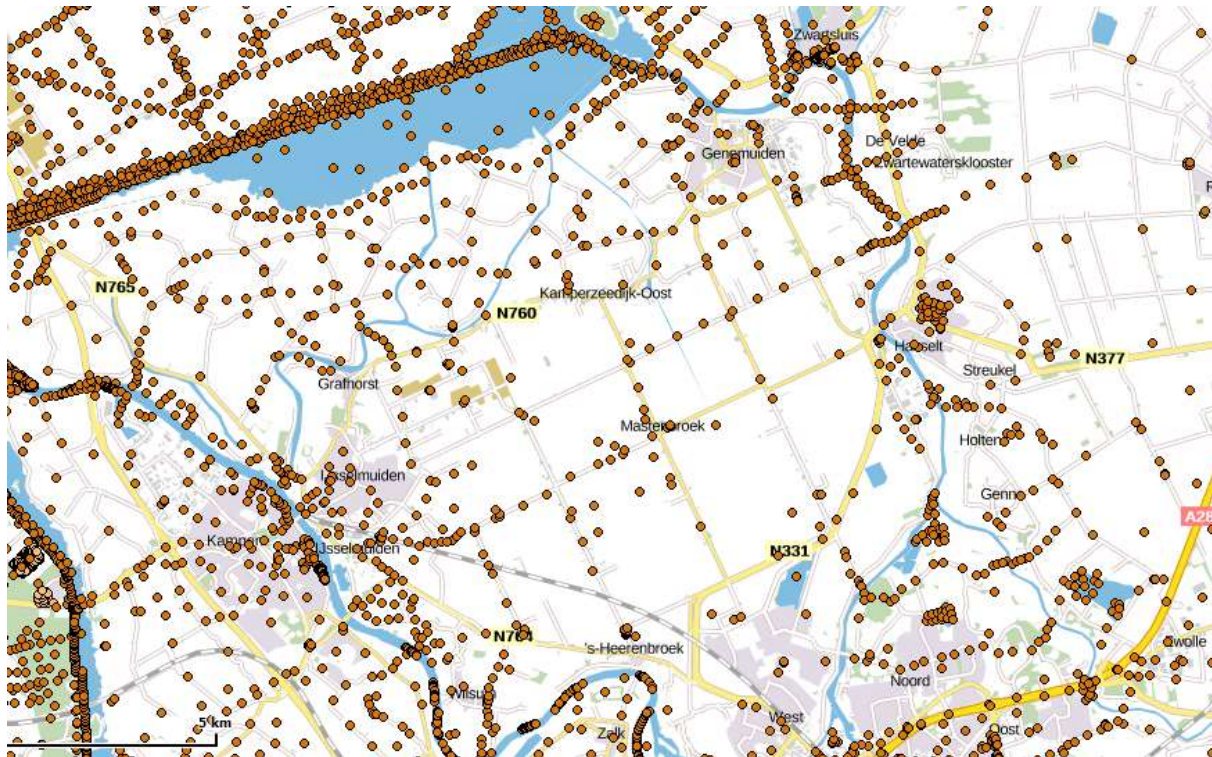 Zwartsluis
De Velde
Genemuiden
Zwartewatersklooster
N765
Kamperzeedijk-Oost
N760
Hasselt
N377
Streukel
Grafhorst
Mastenbroek
Holten
IJsselmuiden
Genne
A28
Kampen
IJsselmuiden
N331
N764
's-Heerenbroek
Zwolle
Noord
Wilsum
5 km
West
Zalk
Oost